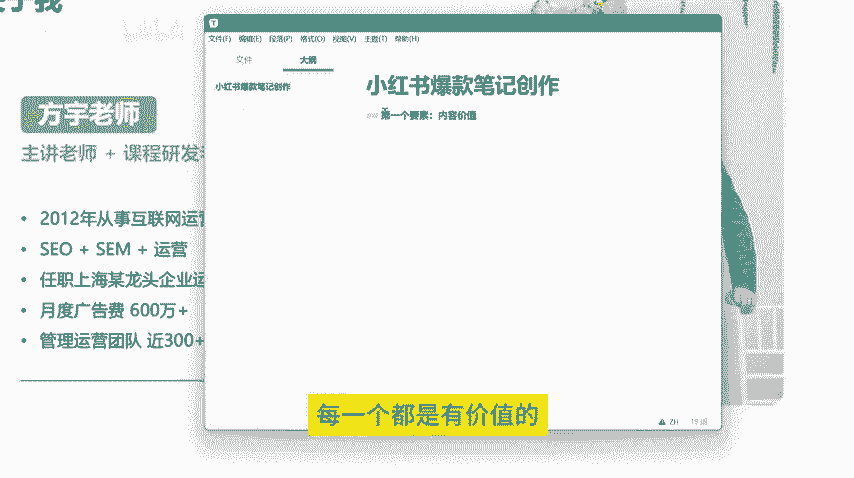 方宇老师
主讲老师 + 课程研发
2012年从事互联网运营
SEO + SEM + 运营
任职上海某龙头企业运
月度广告费 600万+
管理运营团队 近300+
文件(F) 编辑(E) 段落(P) 格式(O) 视图(V) 主题(T) 帮助(H)
文件 大纲
小红书爆款笔记创作
小红书爆款笔记创作
## 第一个要素：内容价值
每一个都是有价值的